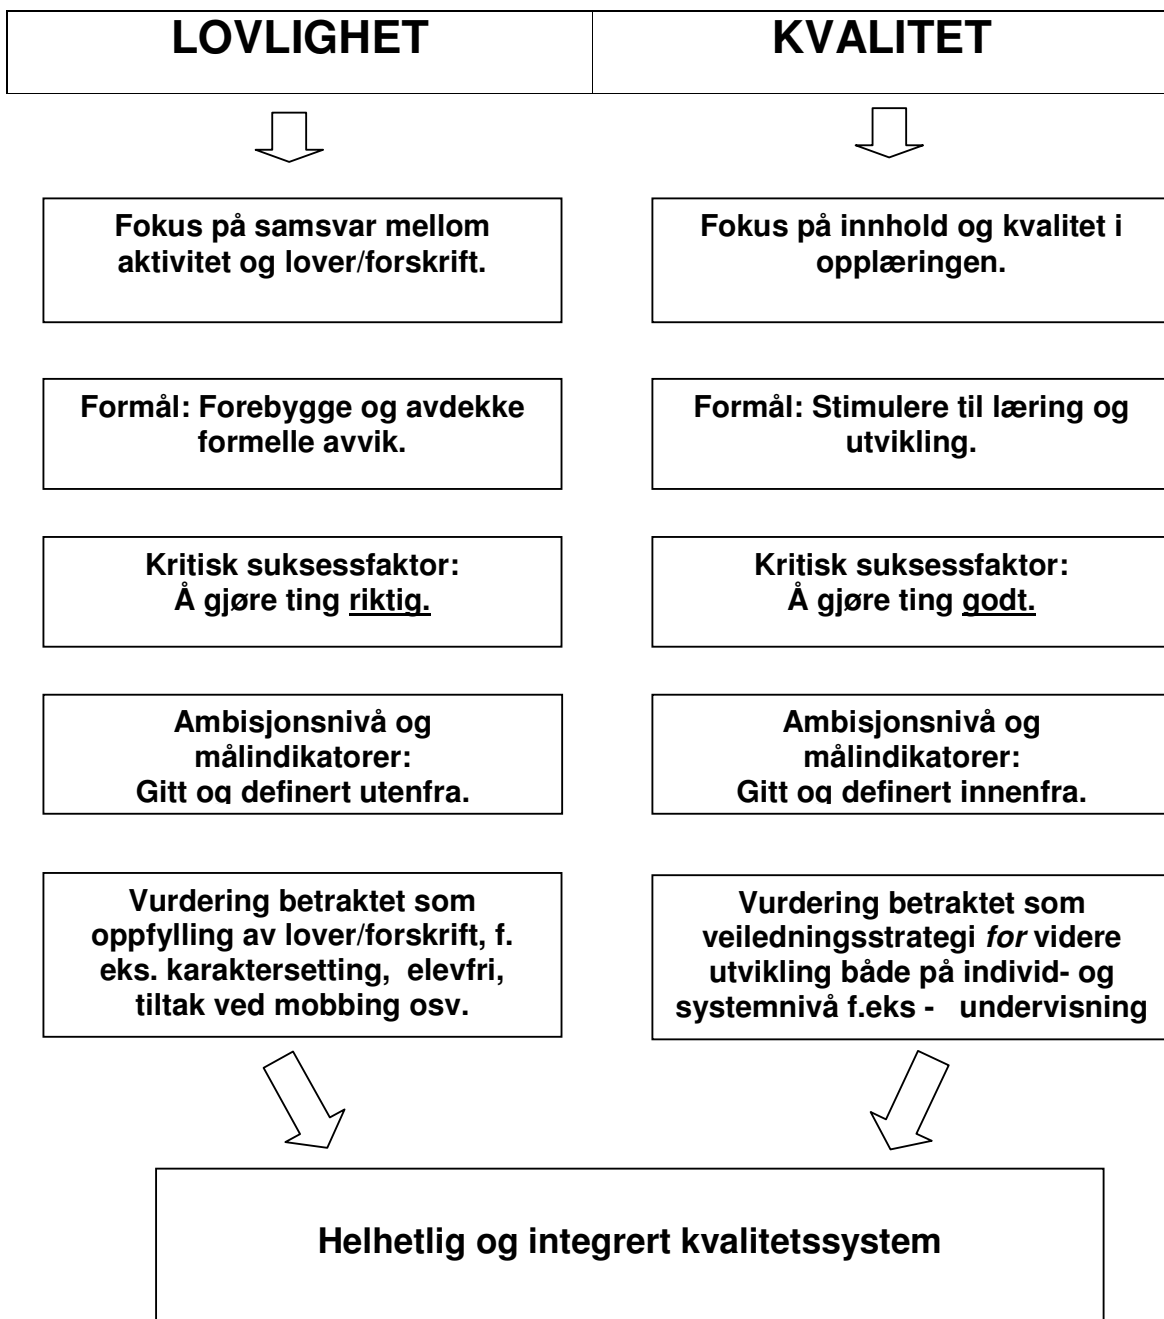 LOVLIGHET
KVALITET
Fokus på samsvar mellom
aktivitet og lover/forskrift.
Fokus på innhold og kvalitet i
opplæringen.
Formål: Forebygge og avdekke
formelle avvik.
Formål: Stimulere til læring og
utvikling.
Kritisk suksessfaktor:
Å gjøre ting riktig.
Kritisk suksessfaktor:
Å gjøre ting godt.
Ambisjonsnivå og
målindikatorer:
Gitt og definert utenfra.
Ambisjonsnivå og
målindikatorer:
Gitt og definert innenfra.
Vurdering betraktet som
oppfylling av lover/forskrift, f.
eks. karaktersetting, elevfri,
tiltak ved mobbing osv.
Vurdering betraktet som
veiledningsstrategi for videre
utvikling både på individ- og
systemnivå f.eks - undervisning
Helhetlig og integrert kvalitetssystem